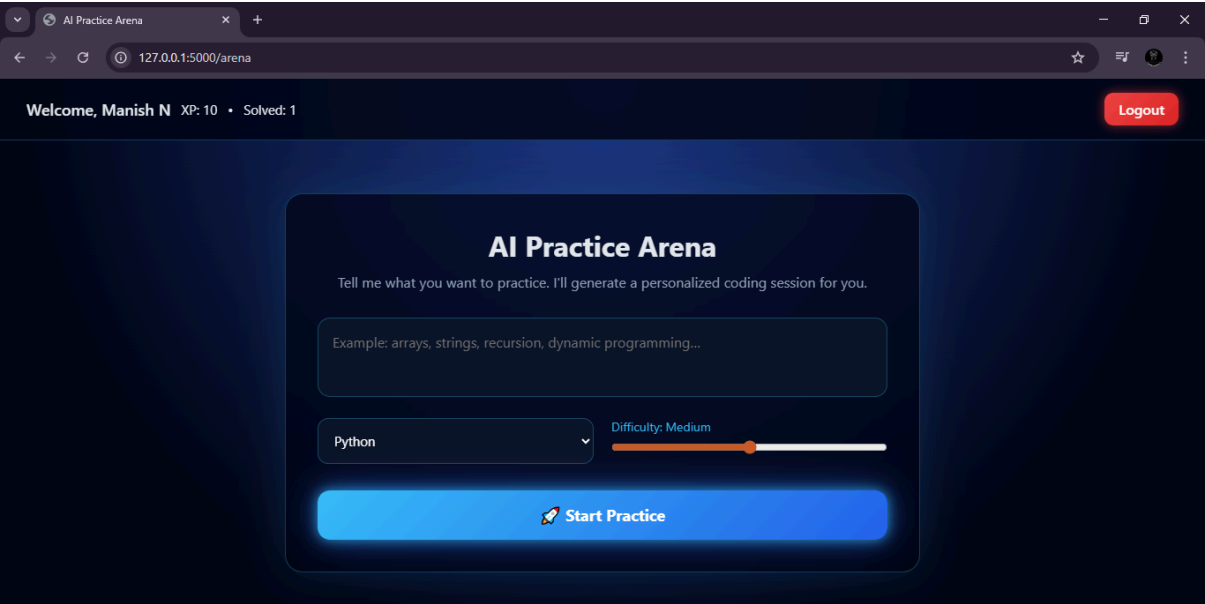 AI Practice Arena
127.0.0.1:5000/arena
Welcome, Manish N XP: 10 • Solved: 1
Logout
AI Practice Arena
Tell me what you want to practice. I'll generate a personalized coding session for you.
Example: arrays, strings, recursion, dynamic programming...
Difficulty: Medium
Python
🚀 Start Practice